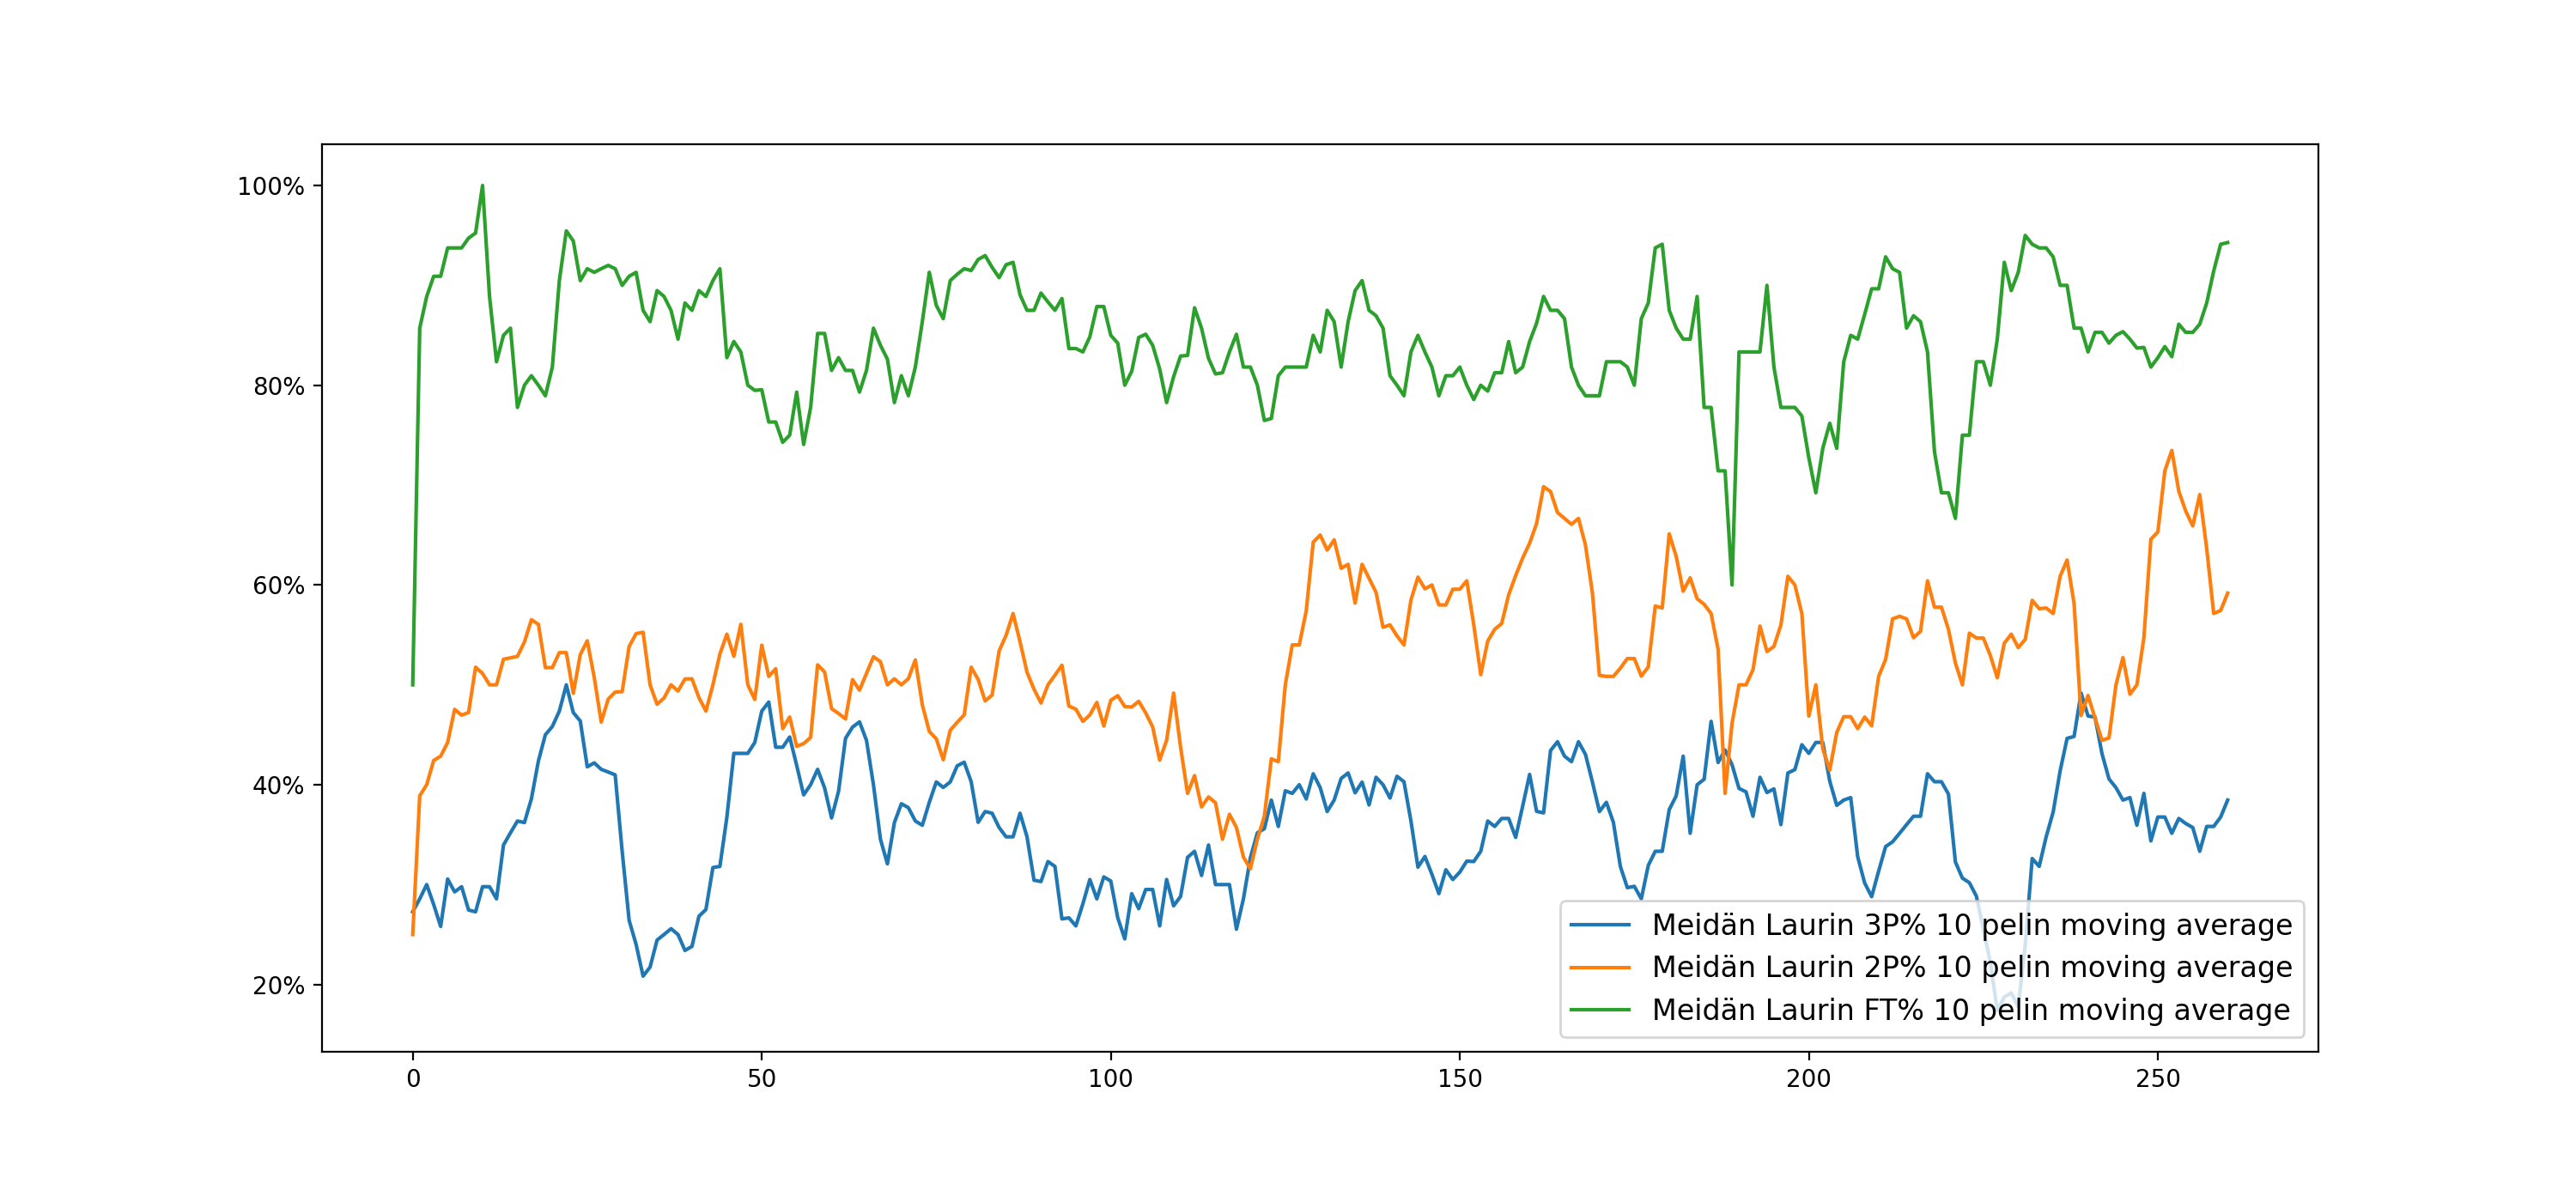 100%
80%
60%
40%
20%
0 50 100 150 200 250
Meidän Laurin 3P% 10 pelin moving average
Meidän Laurin 2P% 10 pelin moving average
Meidän Laurin FT% 10 pelin moving average